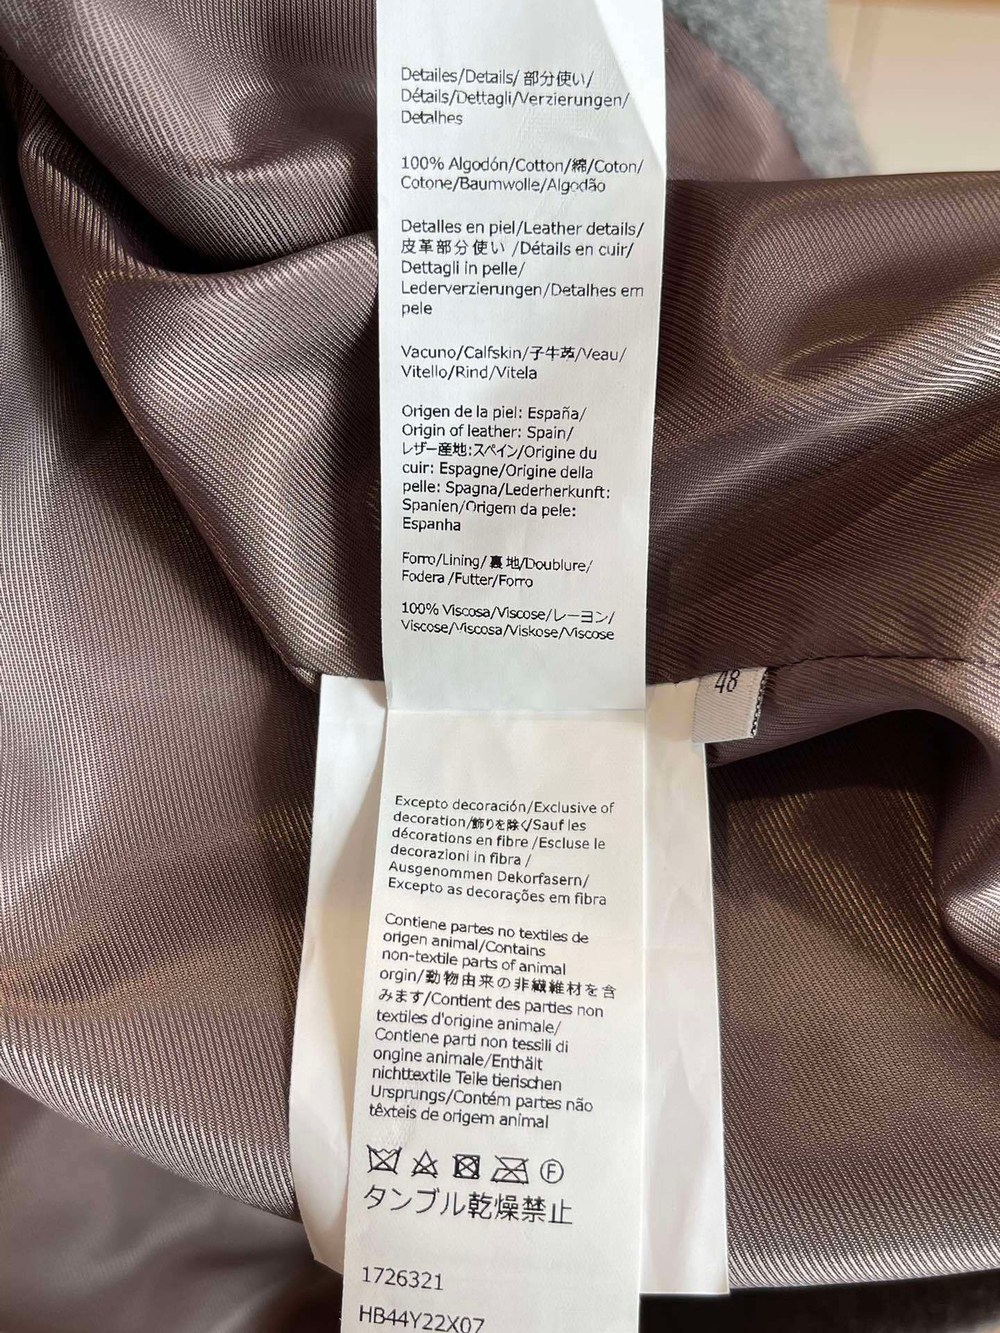 Detailes/Details/ 部分使い/
Détails/Dettagli/Verzierungen/
Detalhes
100% Algodón/Cotton/綿/Coton/
Cotone/Baumwolle/Algodão
Detalles en piel/Leather details/
皮革部分使い /Détails en cuir/
Dettagli in pelle/
Lederverzierungen/Detalhes em
pele
Vacuno/Calfskin/子牛革/Veau/
Vitello/Rind/Vitela
Origen de la piel: España/
Origin of leather: Spain/
レザー産地:スペイン/Origine du
cuir: Espagne/Origine della
pelle: Spagna/Lederherkunft:
Spanien/Origem da pele:
Espanha
Forro/Lining/ 裏地/Doublure/
Fodera /Futter/Forro
100% Viscosa/Viscose/レーヨン/
Viscose/Viscosa/Viskose/Viscose
48
Excepto decoración/Exclusive of
decoration/飾りを除く/Sauf les
décorations en fibre /Escluse le
decorazioni in fibra /
Ausgenommen Dekorfasern/
Excepto as decorações em fibra
Contiene partes no textiles de
origen animal/Contains
non-textile parts of animal
orgin/動物由来の非繊維材を含
みます/Contient des parties non
textiles d'origine animale/
Contiene parti non tessili di
origine animale/Enthält
nichttextile Teile tierischen
Ursprungs/Contém partes não
têxteis de origem animal
F
タンブル乾燥禁止
1726321
HB44Y22X07